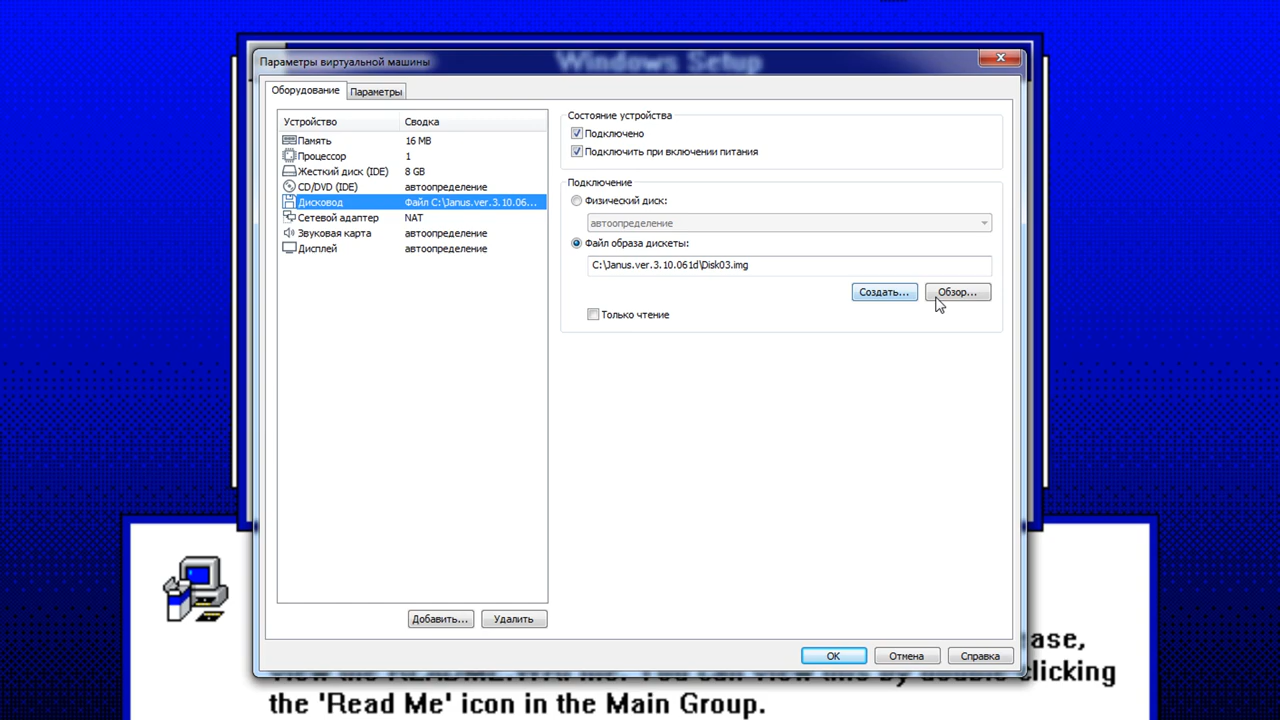 Параметры виртуальной машины
Windows Setup
Оборудование
Параметры
Устройство Сводка
Память 16 MB
Процессор 1
Жесткий диск (IDE) 8 GB
CD/DVD (IDE) автоопределение
Дисковод Файл C:\Janus.ver.3.10.06...
Сетевой адаптер NAT
Звуковая карта автоопределение
Дисплей автоопределение
Добавить... Удалить
Состояние устройства
Подключено
Подключить при включении питания
Подключение
Физический диск:
автоопределение
Файл образа дискеты:
C:\Janus.ver.3.10.061d\Disk03.img
Создать... Обзор...
Только чтение
OK Отмена Справка
ase,
clicking
the 'Read Me' icon in the Main Group.